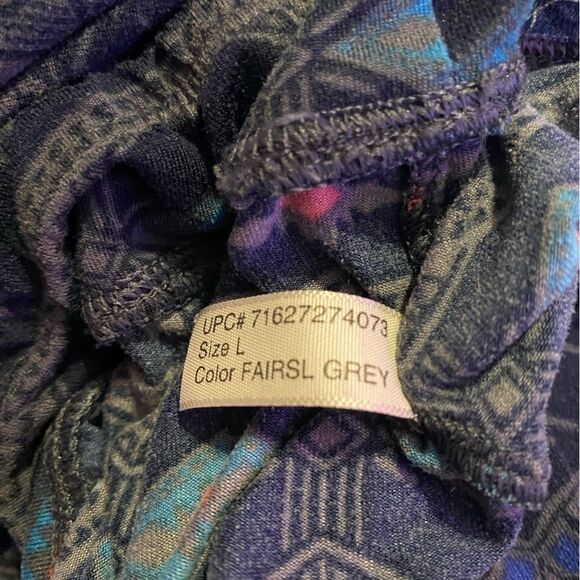 UPC# 71627274073
Size L
Color FAIRSL GREY